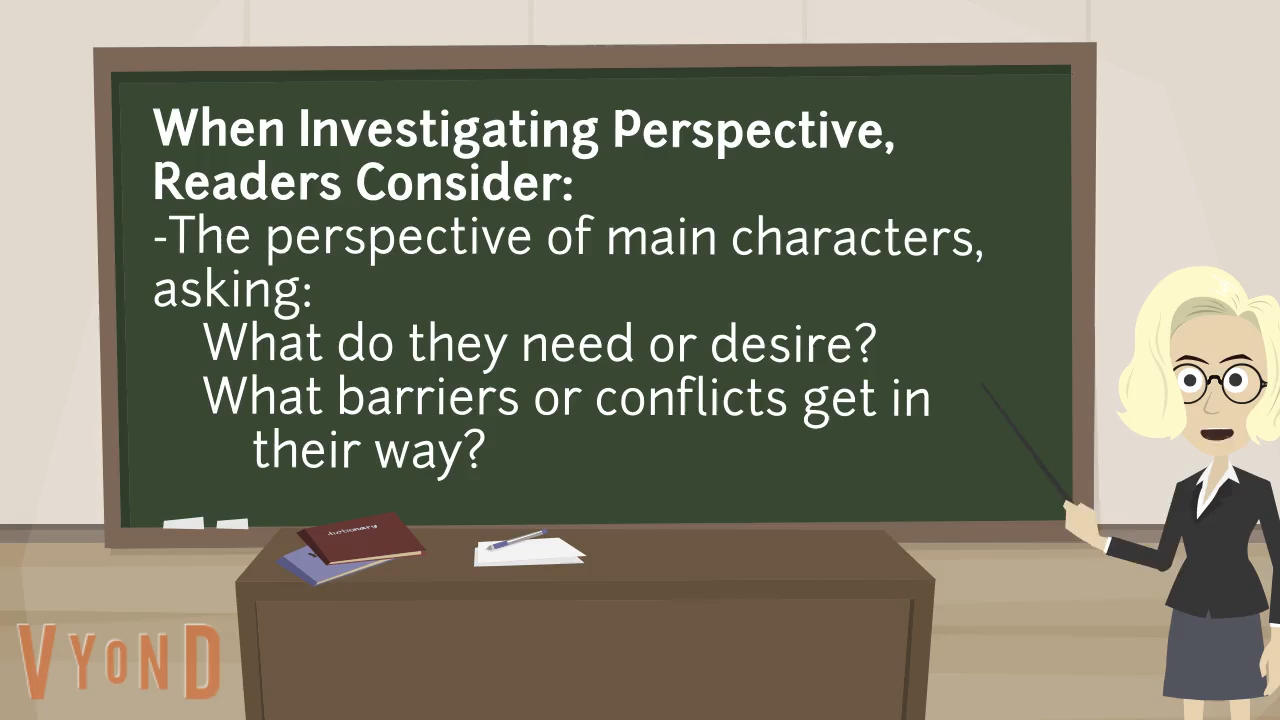 When Investigating Perspective,
Readers Consider:
-The perspective of main characters,
asking:
What do they need or desire?
What barriers or conflicts get in
their way?
dictionary
VYOND